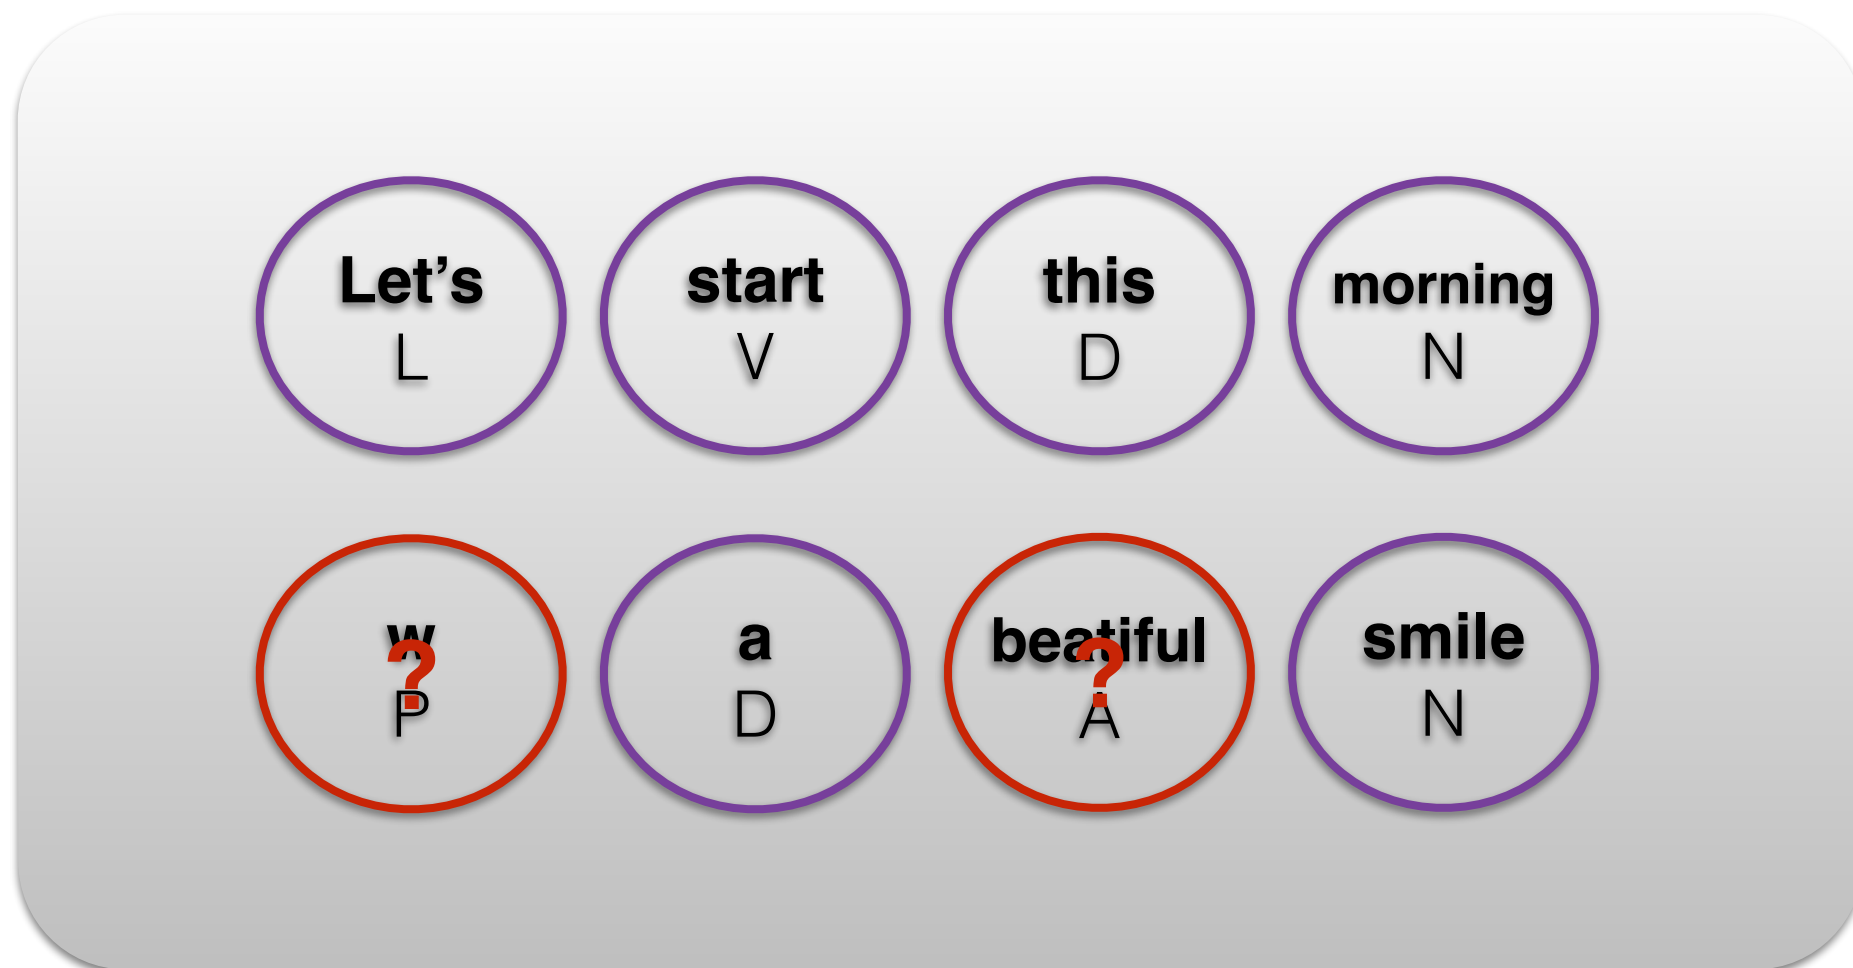 Let’s start this morning
L V D N
w a beatiful smile
? ?
P D A N